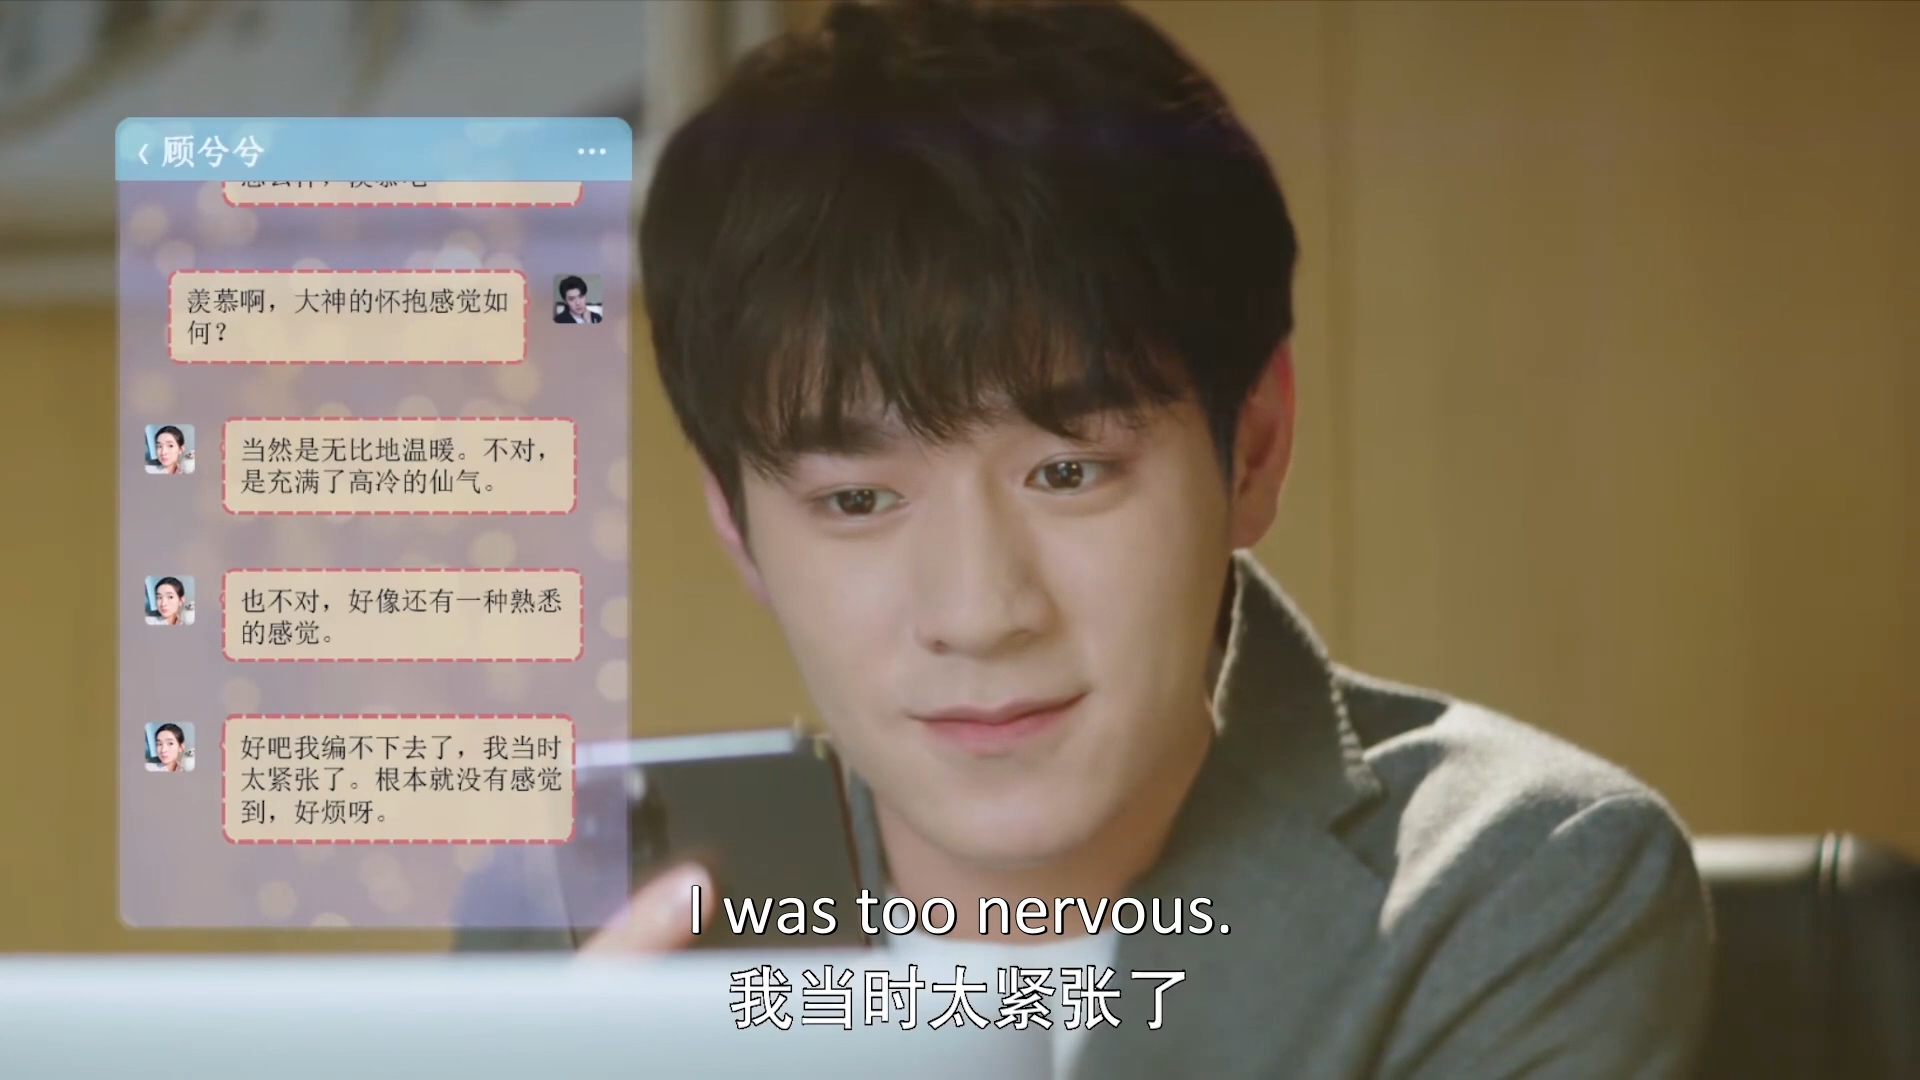 顾兮兮
羡慕啊，大神的怀抱感觉如
何？
当然是无比地温暖。不对，
是充满了高冷的仙气。
也不对，好像还有一种熟悉
的感觉。
好吧我编不下去了，我当时
太紧张了。根本就没有感觉
到，好烦呀。
I was too nervous.
我当时太紧张了